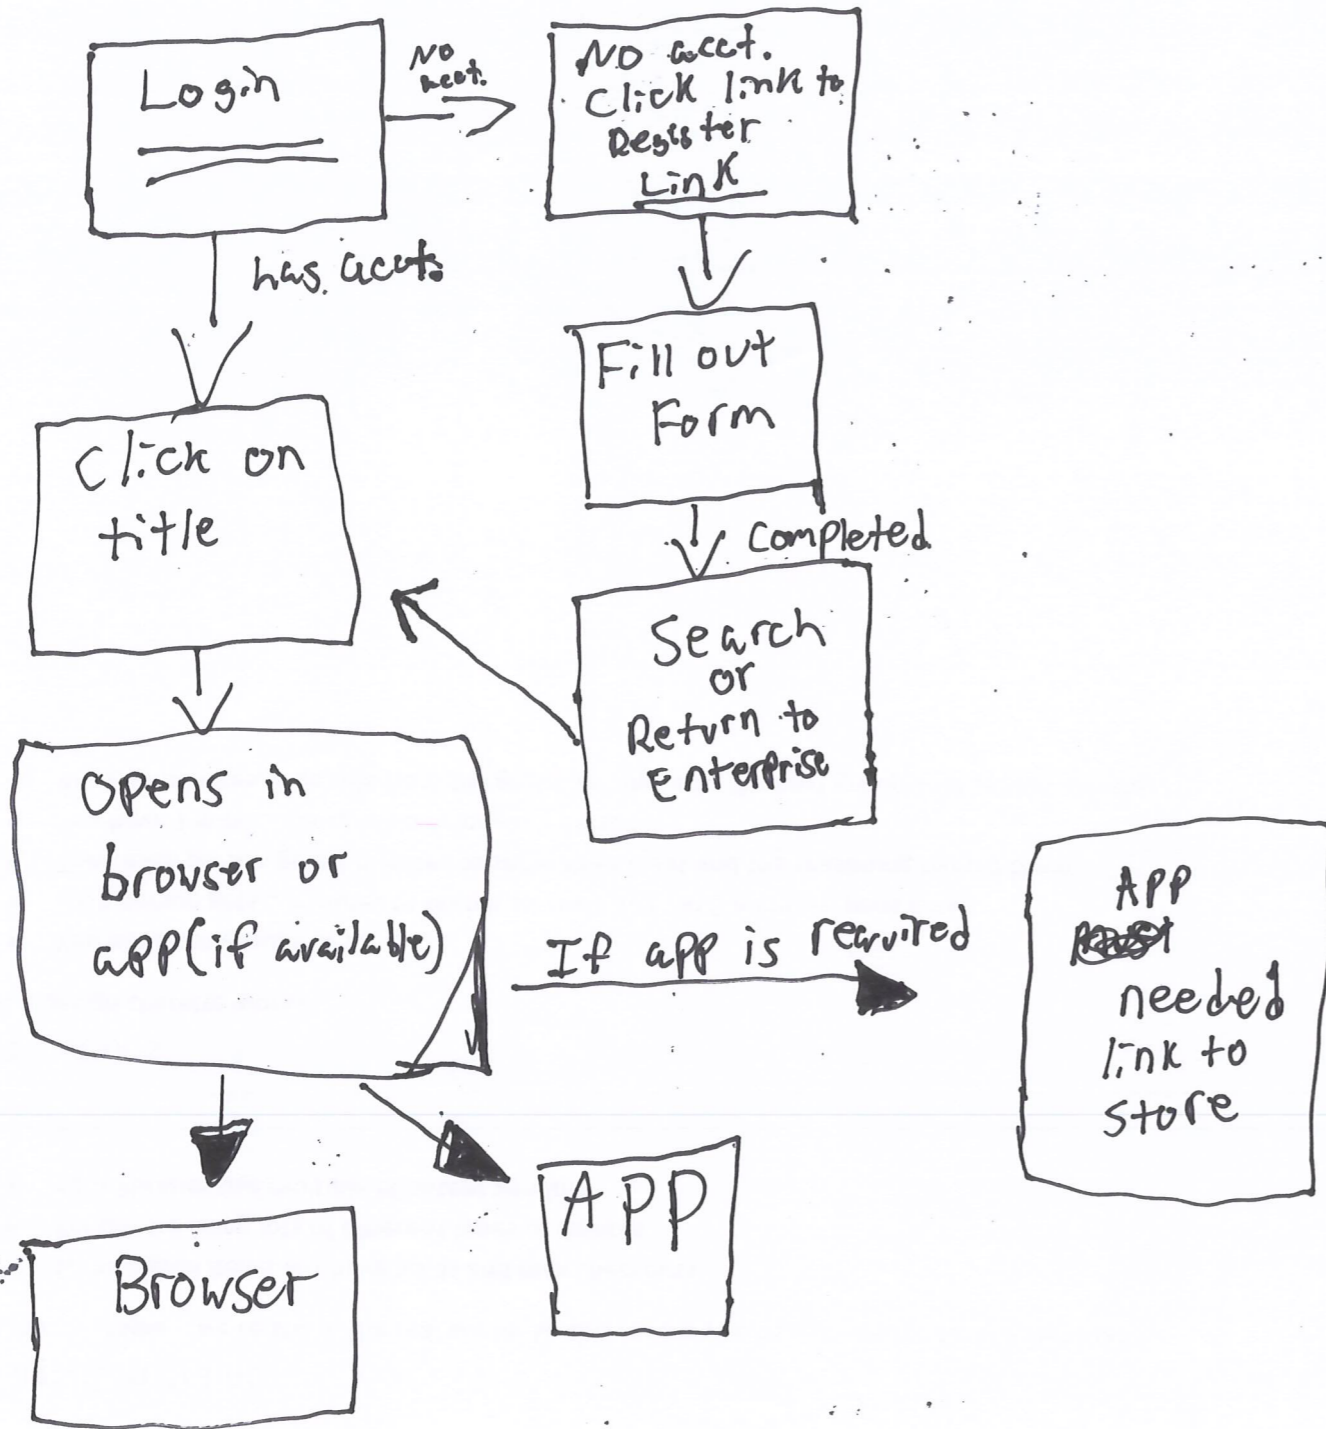 Login
No
acct.
No acct.
Click link to
Register
Link
has acct.
Fill out
Form
Click on
title
Completed
Search
or
Return to
Enterprise
Opens in
browser or
app (if available)
If app is required
App
needed
link to
store
App
Browser